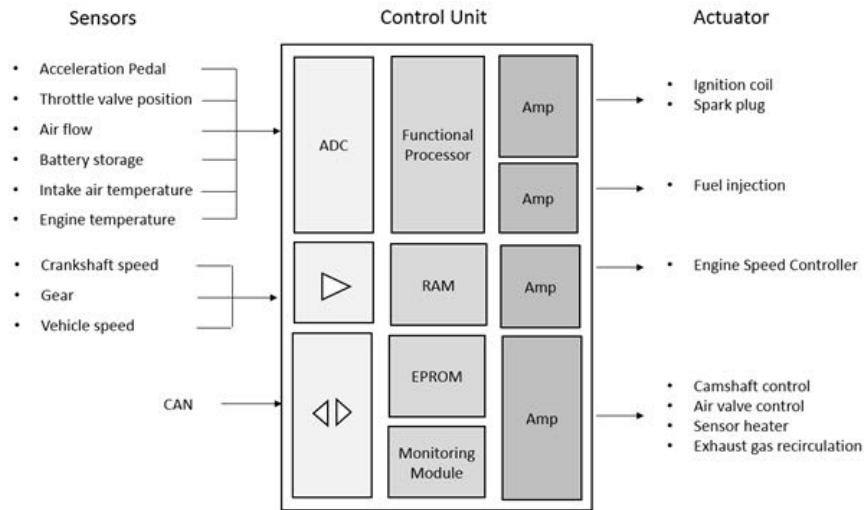 Sensors
Control Unit
Actuator
• Acceleration Pedal
• Throttle valve position
• Air flow
• Battery storage
• Intake air temperature
• Engine temperature
• Crankshaft speed
• Gear
• Vehicle speed
CAN
ADC
Functional
Processor
RAM
EPROM
Monitoring
Module
Amp
Amp
Amp
Amp
• Ignition coil
• Spark plug
• Fuel injection
• Engine Speed Controller
• Camshaft control
• Air valve control
• Sensor heater
• Exhaust gas recirculation